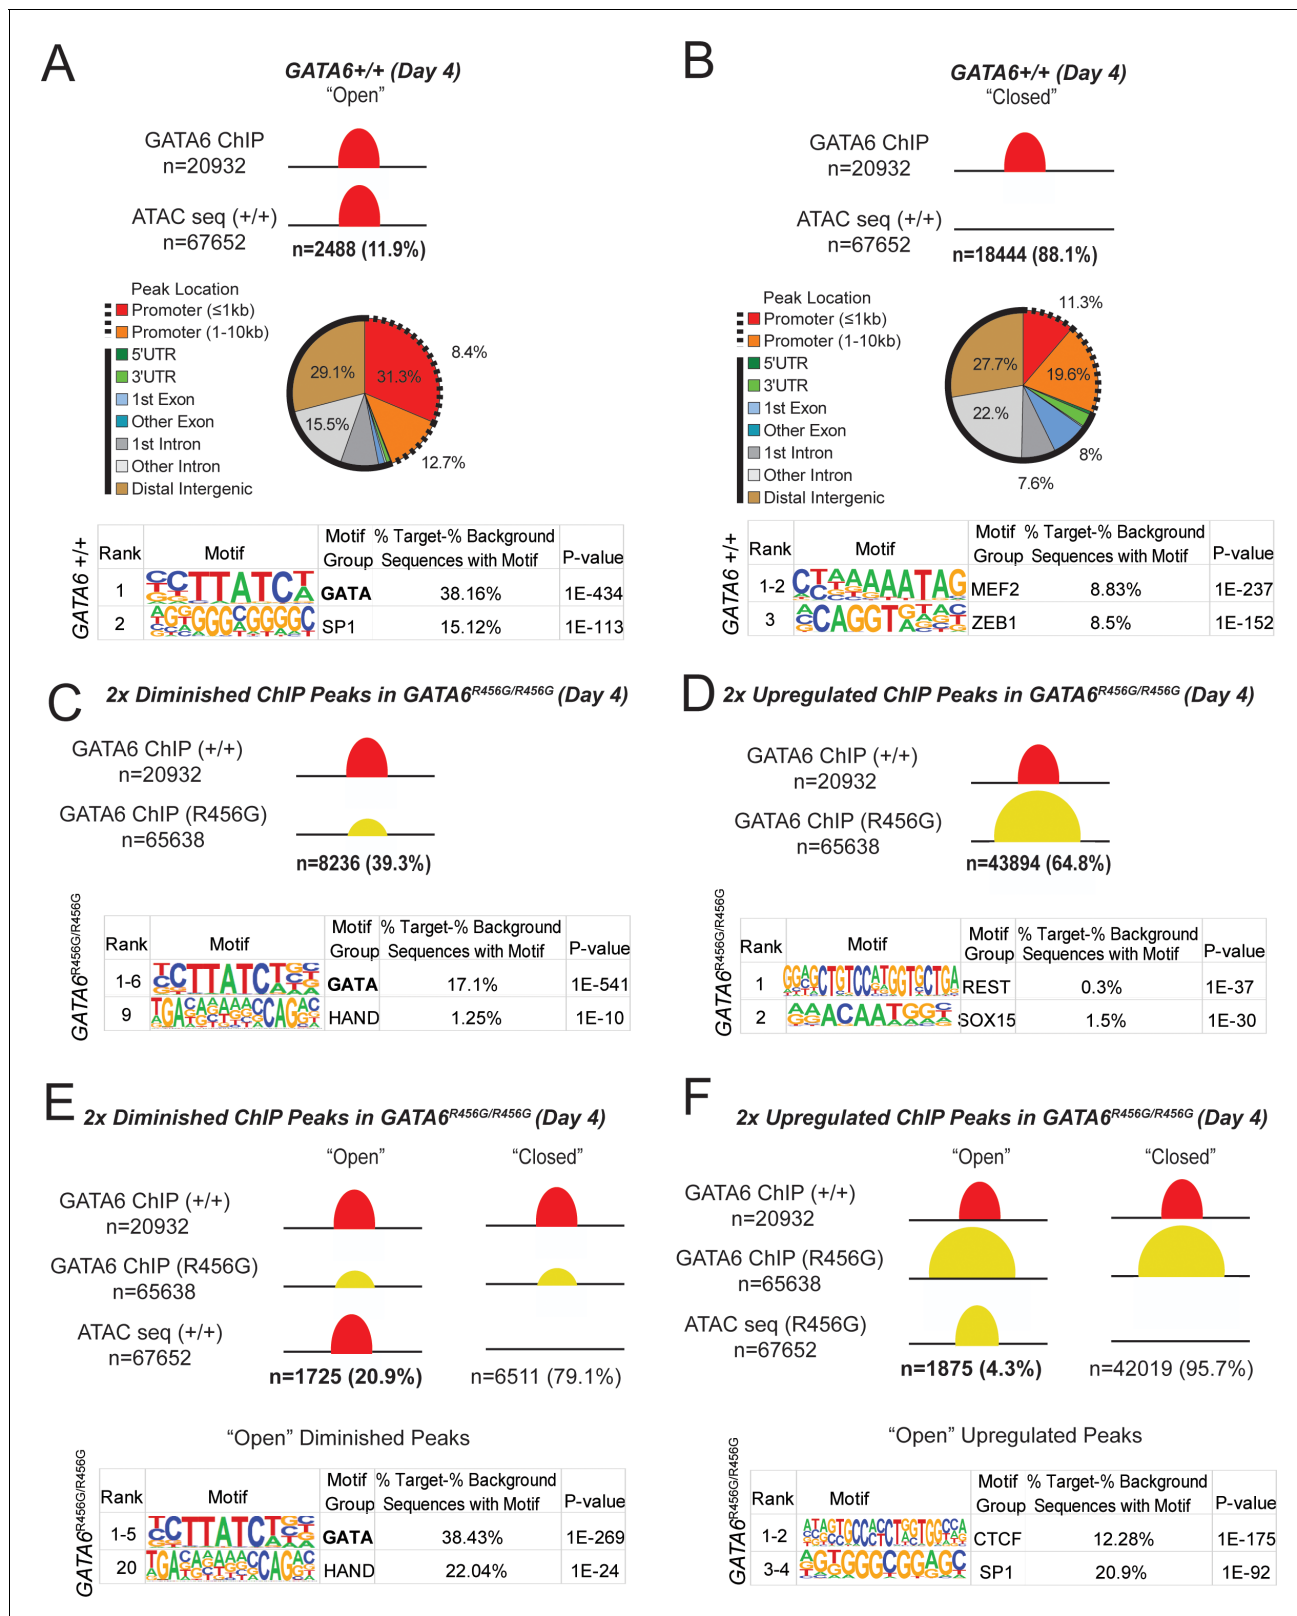 A
GATA6+/+ (Day 4)
“Open”
GATA6 ChIP
n=20932
ATAC seq (+/+)
n=67652
n=2488 (11.9%)
Peak Location
Promoter (≤1kb)
Promoter (1-10kb)
5'UTR
3'UTR
1st Exon
Other Exon
1st Intron
Other Intron
Distal Intergenic
29.1%
31.3%
8.4%
15.5%
12.7%
GATA6 +/+
Rank Motif Motif Group % Target-% Background Sequences with Motif P-value
1 CCTTATCT GATA 38.16% 1E-434
2 GGGGGCGGGGC SP1 15.12% 1E-113
B
GATA6+/+ (Day 4)
“Closed”
GATA6 ChIP
n=20932
ATAC seq (+/+)
n=67652
n=18444 (88.1%)
Peak Location
Promoter (≤1kb)
Promoter (1-10kb)
5'UTR
3'UTR
1st Exon
Other Exon
1st Intron
Other Intron
Distal Intergenic
11.3%
27.7%
19.6%
22.%
8%
7.6%
GATA6 +/+
Rank Motif Motif Group % Target-% Background Sequences with Motif P-value
1-2 CTAAAAATAG MEF2 8.83% 1E-237
3 CAGGT ZEB1 8.5% 1E-152
C
2x Diminished ChIP Peaks in GATA6R456G/R456G (Day 4)
GATA6 ChIP (+/+)
n=20932
GATA6 ChIP (R456G)
n=65638
n=8236 (39.3%)
GATA6R456G/R456G
Rank Motif Motif Group % Target-% Background Sequences with Motif P-value
1-6 CTTATC GATA 17.1% 1E-541
9 HAND 1.25% 1E-10
D
2x Upregulated ChIP Peaks in GATA6R456G/R456G (Day 4)
GATA6 ChIP (+/+)
n=20932
GATA6 ChIP (R456G)
n=65638
n=43894 (64.8%)
GATA6R456G/R456G
Rank Motif Motif Group % Target-% Background Sequences with Motif P-value
1 GGAGCTGTCCATGGTGCTGA REST 0.3% 1E-37
2 ACAAT SOX15 1.5% 1E-30
E
2x Diminished ChIP Peaks in GATA6R456G/R456G (Day 4)
“Open” “Closed”
GATA6 ChIP (+/+)
n=20932
GATA6 ChIP (R456G)
n=65638
ATAC seq (+/+)
n=67652
n=1725 (20.9%) n=6511 (79.1%)
“Open” Diminished Peaks
GATA6R456G/R456G
Rank Motif Motif Group % Target-% Background Sequences with Motif P-value
1-5 CTTATC GATA 38.43% 1E-269
20 HAND 22.04% 1E-24
F
2x Upregulated ChIP Peaks in GATA6R456G/R456G (Day 4)
“Open” “Closed”
GATA6 ChIP (+/+)
n=20932
GATA6 ChIP (R456G)
n=65638
ATAC seq (R456G)
n=67652
n=1875 (4.3%) n=42019 (95.7%)
“Open” Upregulated Peaks
GATA6R456G/R456G
Rank Motif Motif Group % Target-% Background Sequences with Motif P-value
1-2 CTCF 12.28% 1E-175
3-4 SP1 20.9% 1E-92